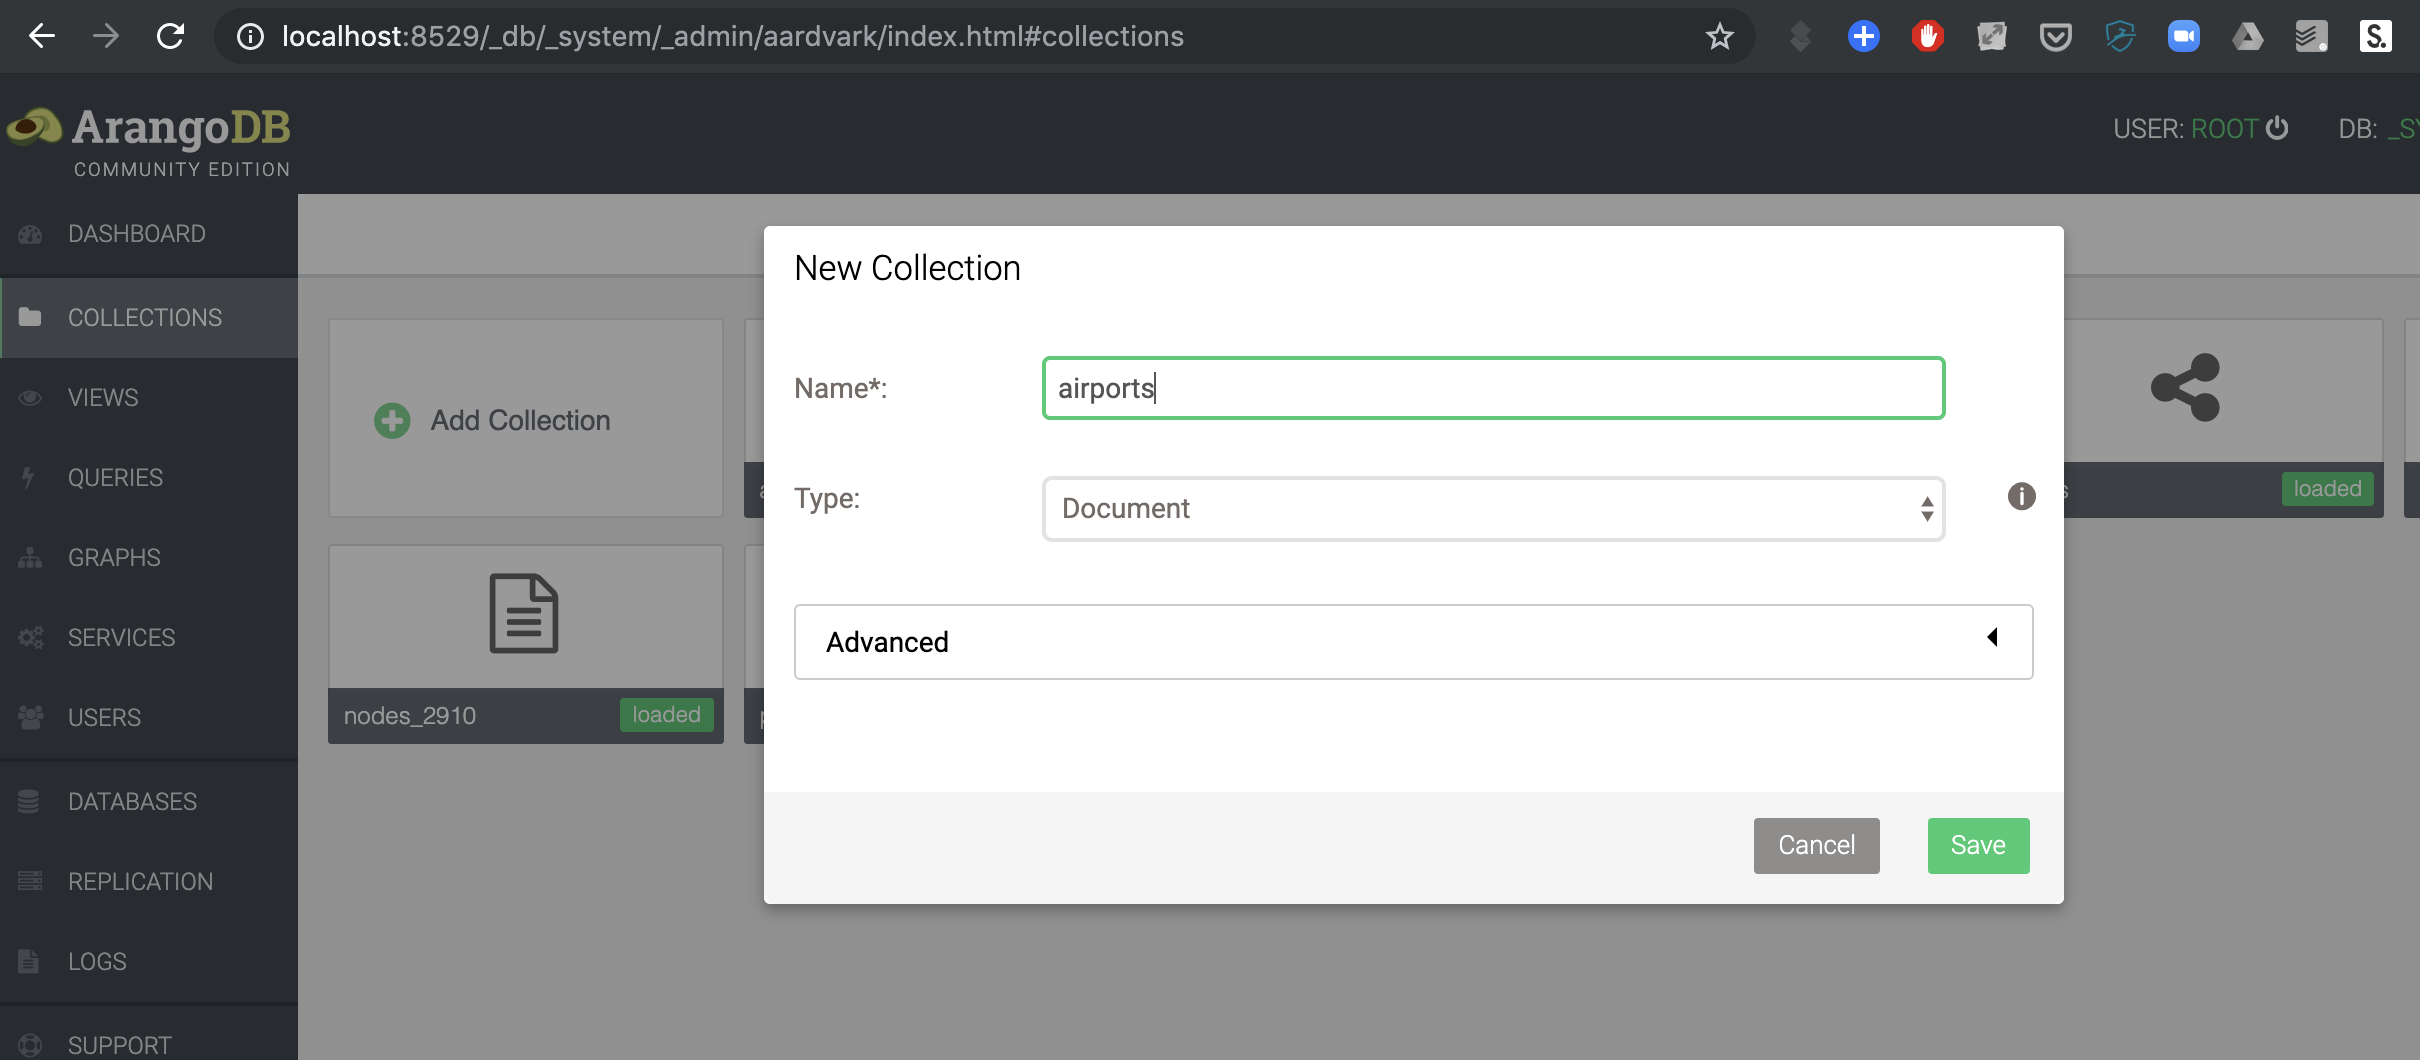 localhost:8529/_db/_system/_admin/aardvark/index.html#collections
S.
ArangoDB
COMMUNITY EDITION
USER: ROOT
DB:
DASHBOARD
COLLECTIONS
VIEWS
QUERIES
GRAPHS
SERVICES
USERS
DATABASES
REPLICATION
LOGS
SUPPORT
Add Collection
loaded
nodes_2910 loaded
New Collection
Name*: airports
Type: Document
Advanced
Cancel Save